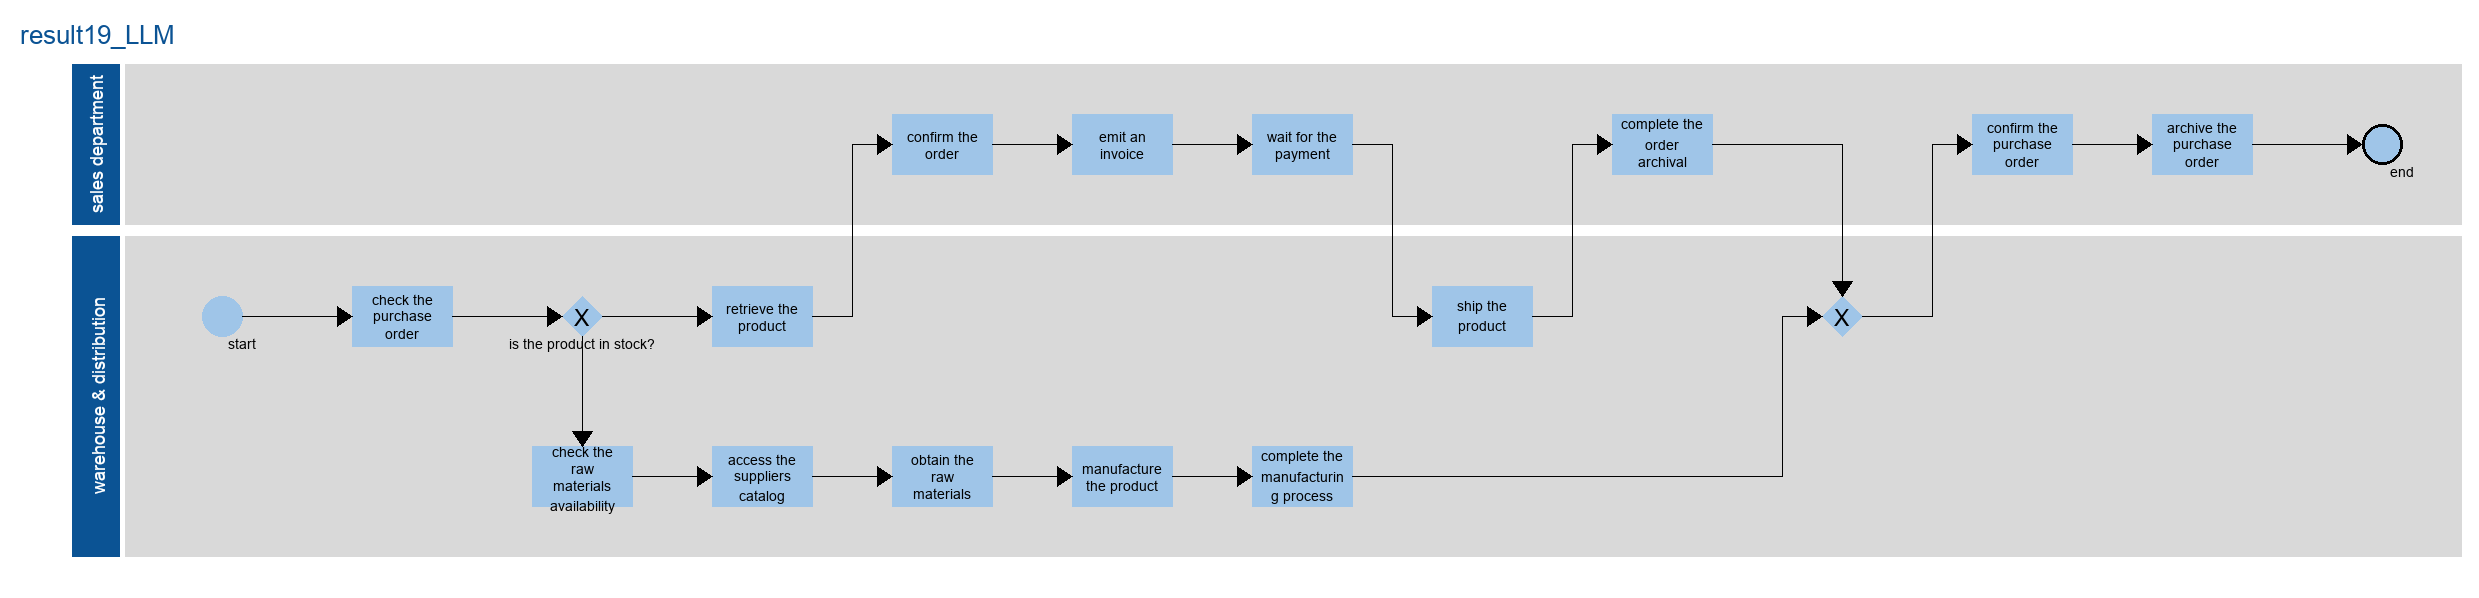 result19_LLM
sales department
confirm the
order
emit an
invoice
wait for the
payment
complete the
order
archival
confirm the
purchase
order
archive the
purchase
order
end
warehouse & distribution
start
check the
purchase
order
X
is the product in stock?
retrieve the
product
ship the
product
X
check the
raw
materials
availability
access the
suppliers
catalog
obtain the
raw
materials
manufacture
the product
complete the
manufacturin
g process